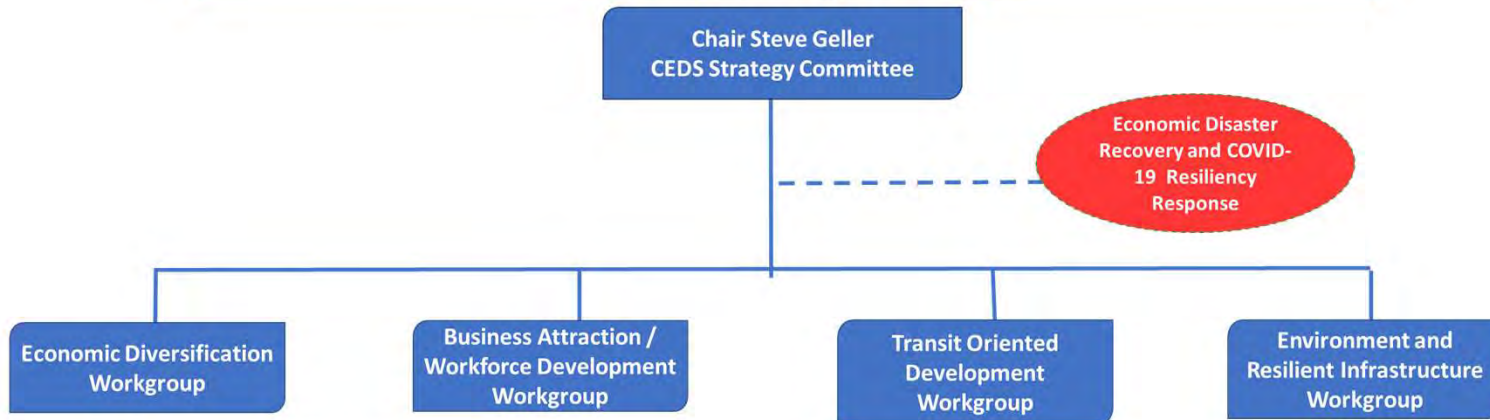 Chair Steve Geller
CEDS Strategy Committee
Economic Disaster
Recovery and COVID-
19 Resiliency
Response
Economic Diversification
Workgroup
Business Attraction /
Workforce Development
Workgroup
Transit Oriented
Development
Workgroup
Environment and
Resilient Infrastructure
Workgroup